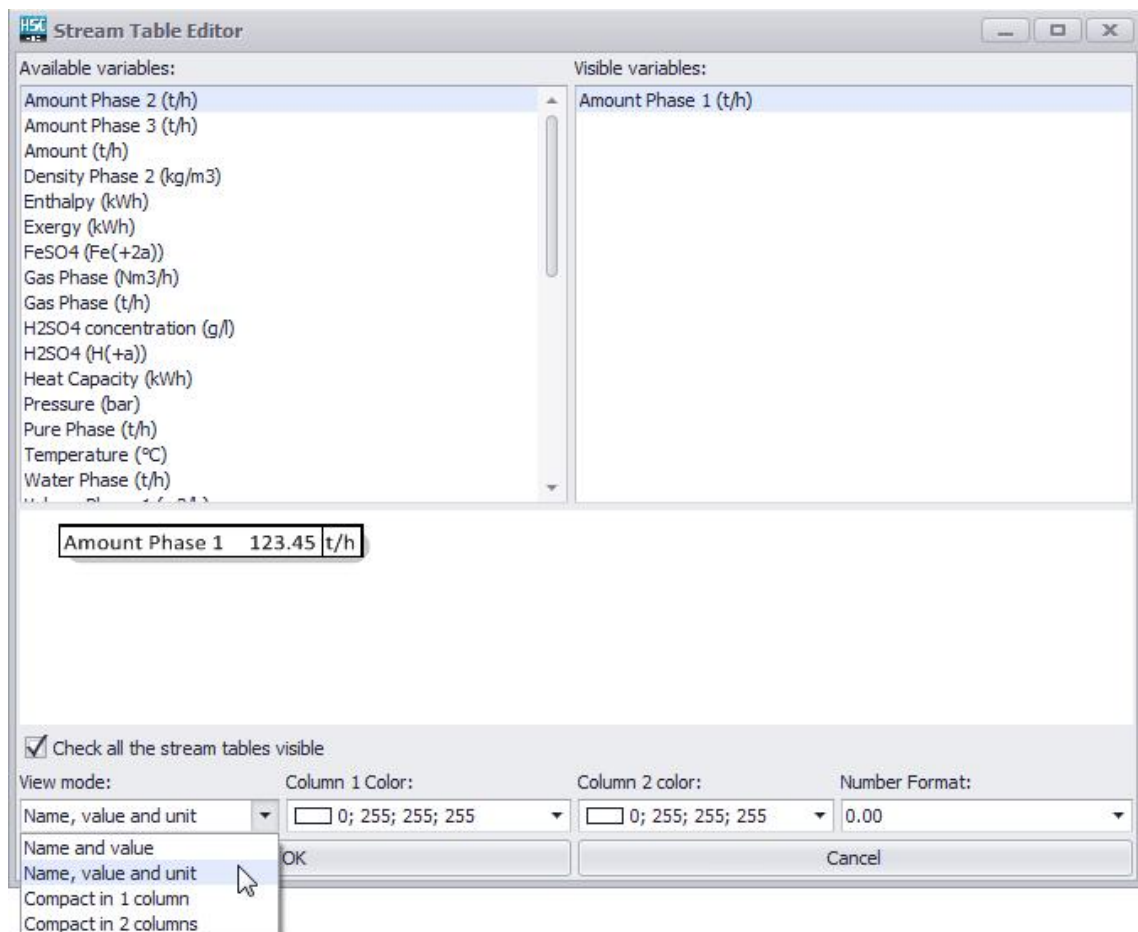 HSC
Stream Table Editor
Available variables:
Visible variables:
Amount Phase 2 (t/h)
Amount Phase 3 (t/h)
Amount (t/h)
Density Phase 2 (kg/m3)
Enthalpy (kWh)
Exergy (kWh)
FeSO4 (Fe(+2a))
Gas Phase (Nm3/h)
Gas Phase (t/h)
H2SO4 concentration (g/l)
H2SO4 (H(+a))
Heat Capacity (kWh)
Pressure (bar)
Pure Phase (t/h)
Temperature (°C)
Water Phase (t/h)
Amount Phase 1 (t/h)
Amount Phase 1 123.45 t/h
Check all the stream tables visible
View mode:
Column 1 Color:
Column 2 color:
Number Format:
Name, value and unit
0; 255; 255; 255
0; 255; 255; 255
0.00
OK
Cancel
Name and value
Name, value and unit
Compact in 1 column
Compact in 2 columns